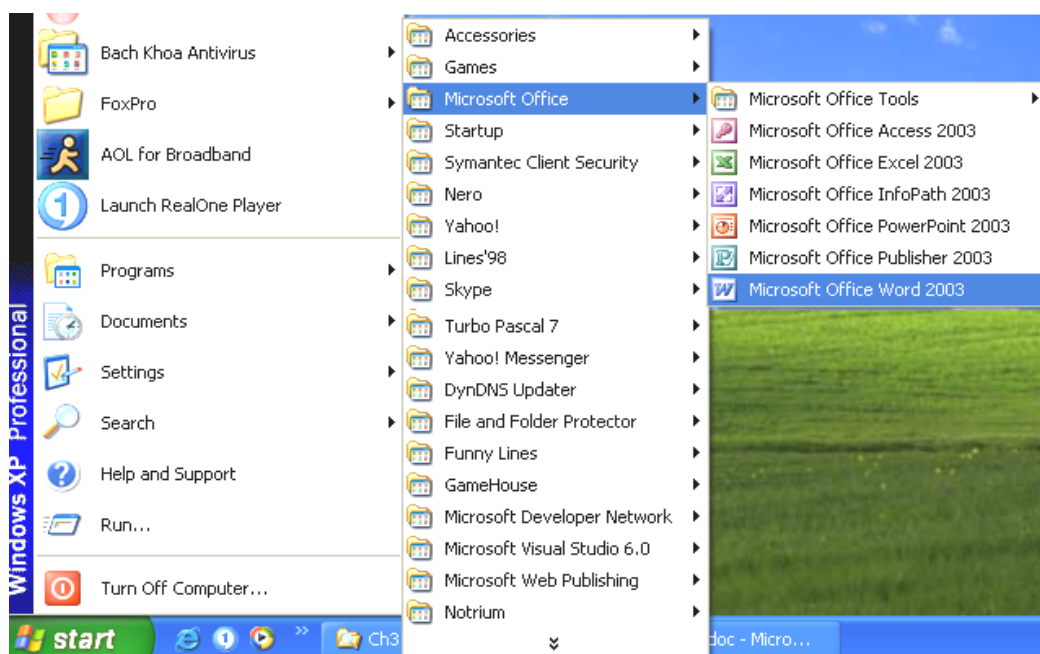 Bach Khoa Antivirus
FoxPro
AOL for Broadband
Launch RealOne Player
Programs
Documents
Settings
Search
Help and Support
Run...
Turn Off Computer...
Windows XP Professional
Accessories
Games
Microsoft Office
Startup
Symantec Client Security
Nero
Yahoo!
Lines'98
Skype
Turbo Pascal 7
Yahoo! Messenger
DynDNS Updater
File and Folder Protector
Funny Lines
GameHouse
Microsoft Developer Network
Microsoft Visual Studio 6.0
Microsoft Web Publishing
Notrium
Microsoft Office Tools
Microsoft Office Access 2003
Microsoft Office Excel 2003
Microsoft Office InfoPath 2003
Microsoft Office PowerPoint 2003
Microsoft Office Publisher 2003
Microsoft Office Word 2003
start
Ch3
doc - Micro...